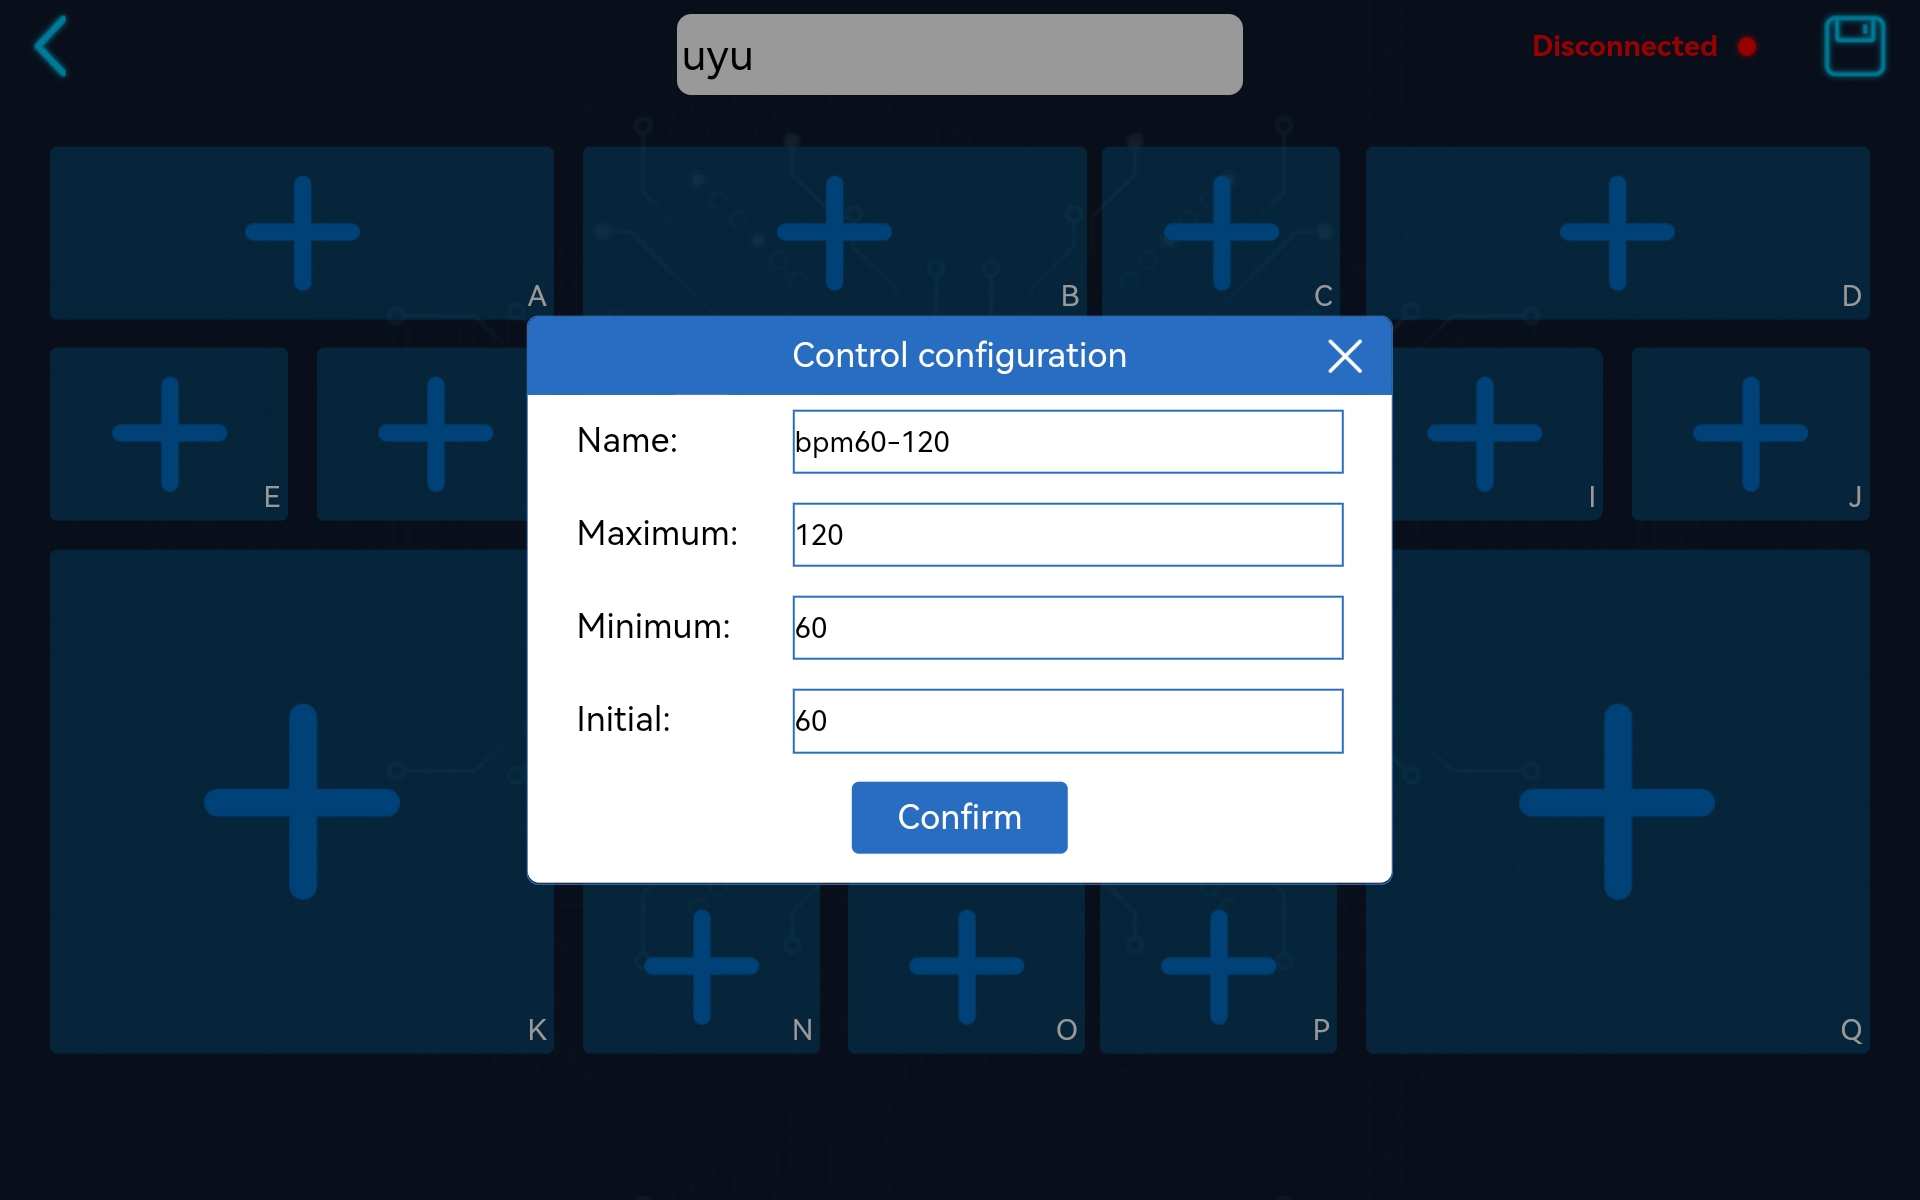 uyu
Disconnected
A
B
C
D
Control configuration
Name:
bpm60-120
Maximum:
120
Minimum:
60
Initial:
60
Confirm
E
I
J
K
N
O
P
Q